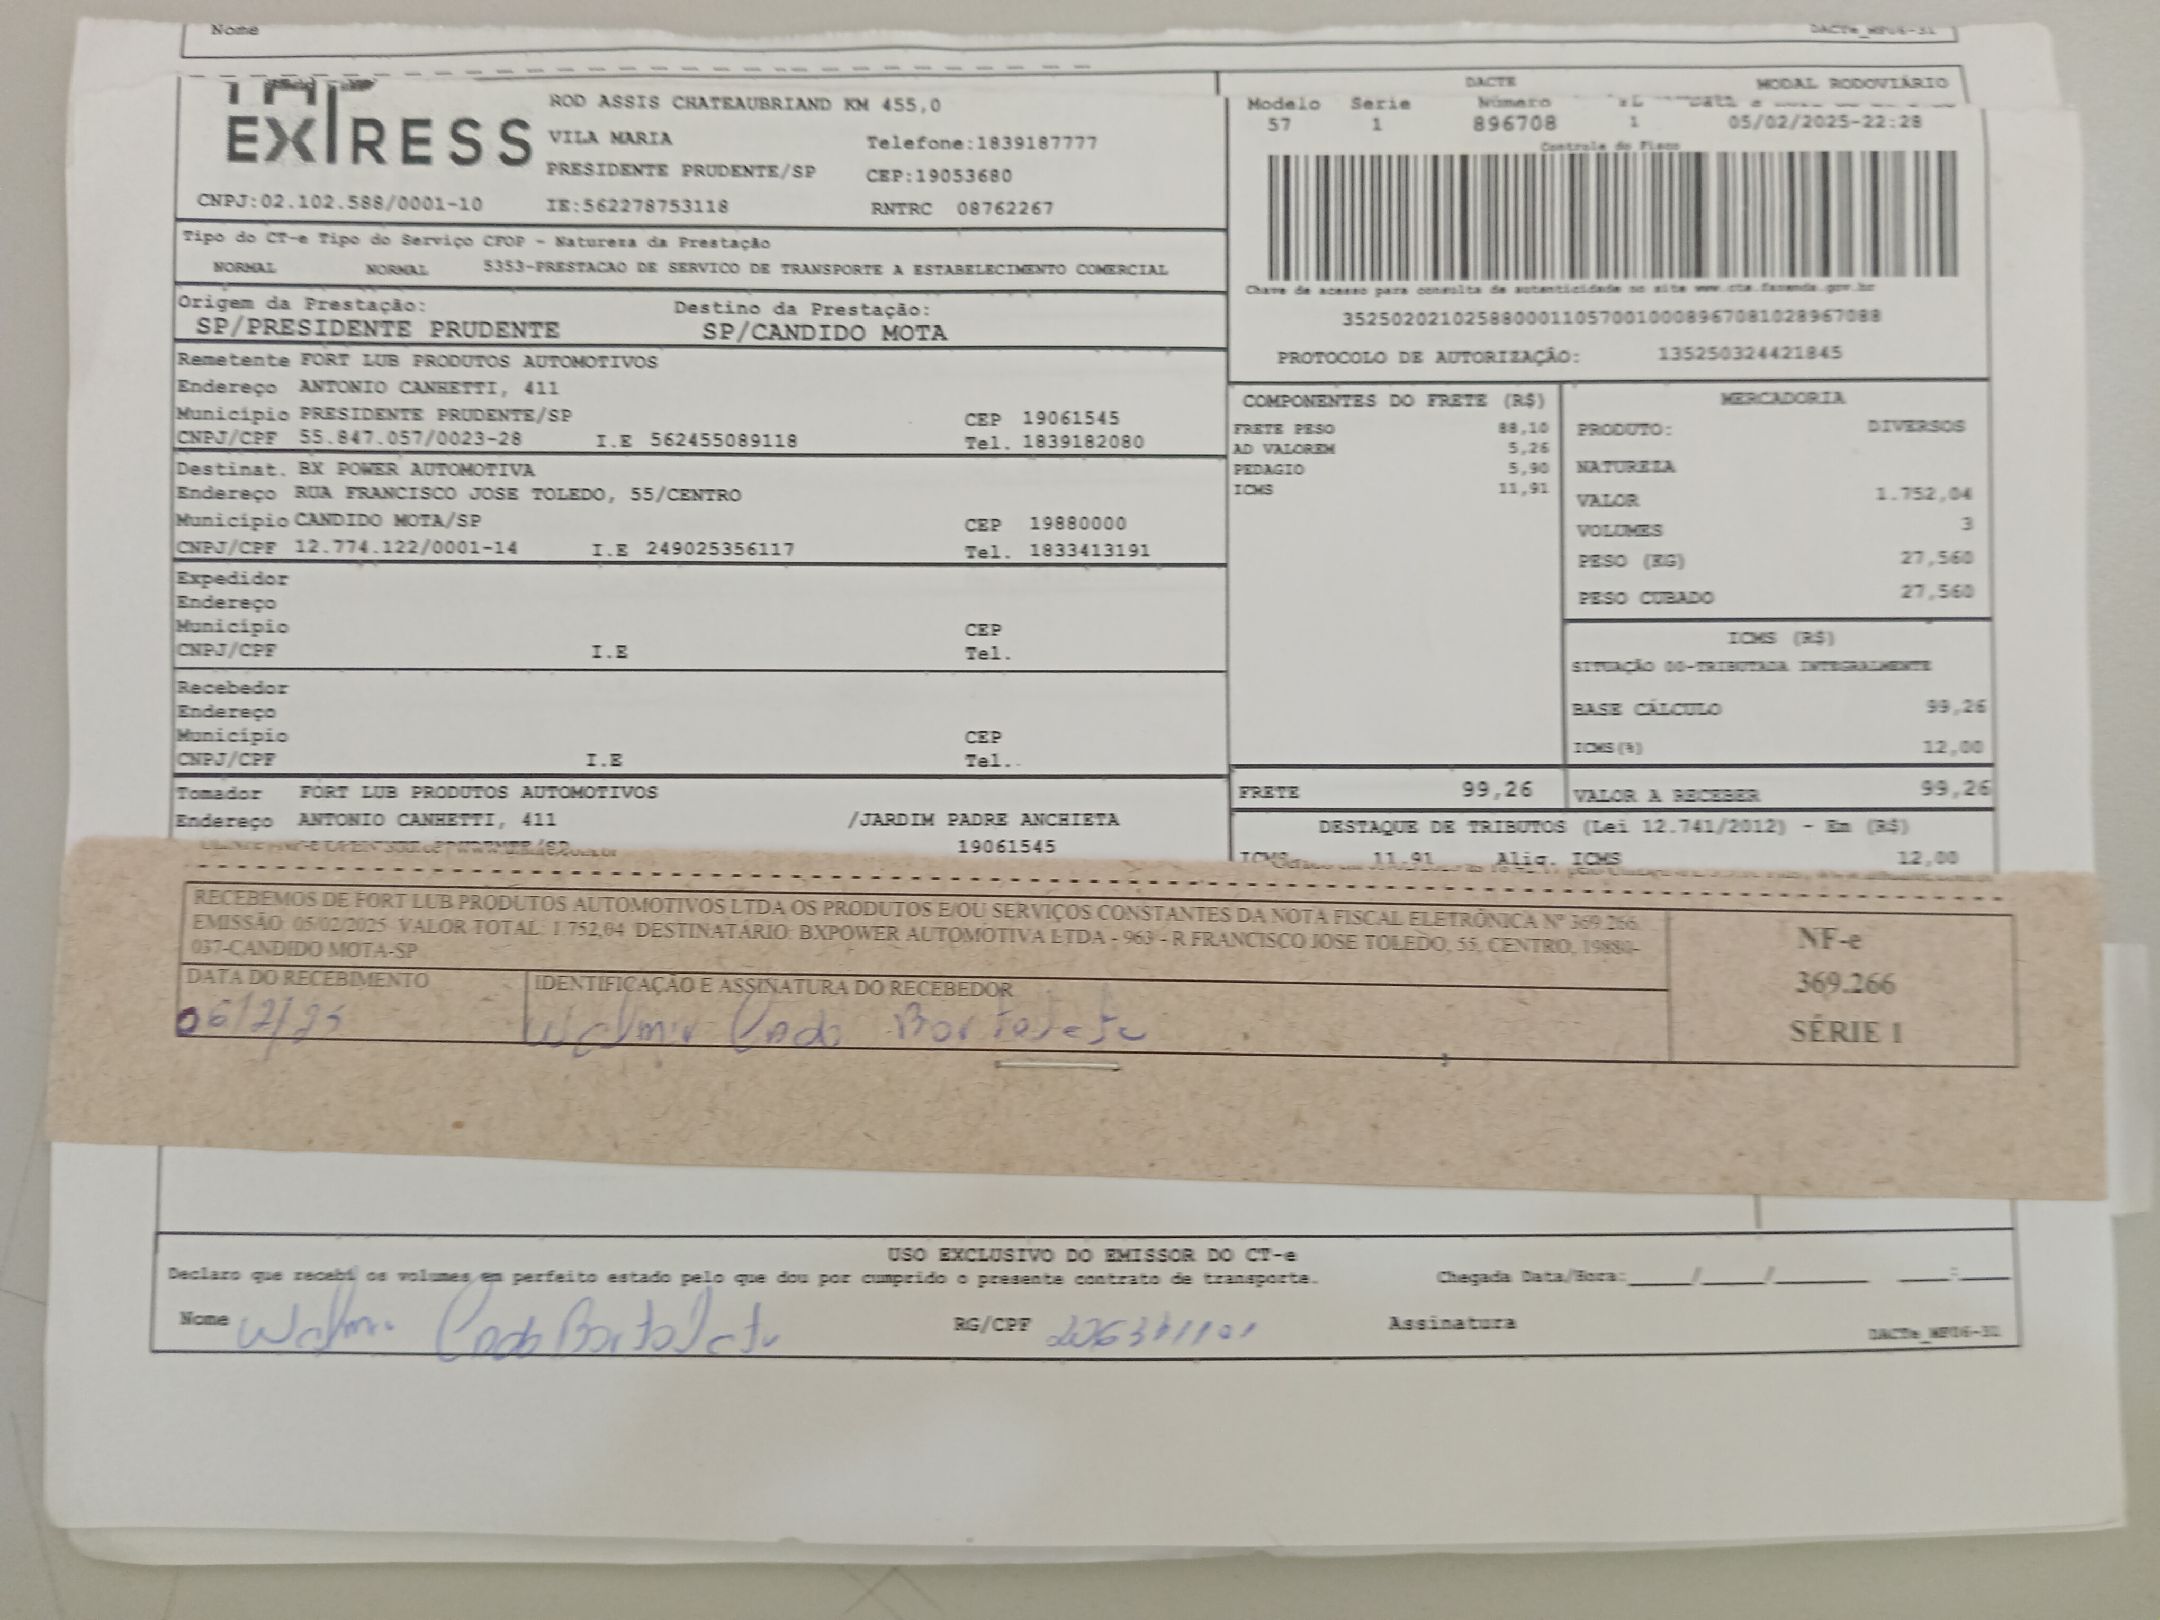 Nome DACTe_MP06-31
EXPRESS
ROD ASSIS CHATEAUBRIAND KM 455,0
VILA MARIA Telefone:1839187777
PRESIDENTE PRUDENTE/SP CEP:19053680
CNPJ:02.102.588/0001-10 IE:562278753118 RNTRC 08762267
DACTE MODAL RODOVIÁRIO
Modelo Serie Número
57 1 896708 1 05/02/2025-22:28
Controle do Fisco
Chave de acesso para consulta de autenticidade no site www.cte.fazenda.gov.br
35250202102588000110570010008967081028967088
PROTOCOLO DE AUTORIZAÇÃO: 135250324421845
Tipo do CT-e Tipo do Serviço CFOP - Natureza da Prestação
NORMAL NORMAL 5353-PRESTACAO DE SERVICO DE TRANSPORTE A ESTABELECIMENTO COMERCIAL
Origem da Prestação: Destino da Prestação:
SP/PRESIDENTE PRUDENTE SP/CANDIDO MOTA
Remetente FORT LUB PRODUTOS AUTOMOTIVOS
Endereço ANTONIO CANHETTI, 411
Município PRESIDENTE PRUDENTE/SP CEP 19061545
CNPJ/CPF 55.847.057/0023-28 I.E 562455089118 Tel. 1839182080
Destinat. BX POWER AUTOMOTIVA
Endereço RUA FRANCISCO JOSE TOLEDO, 55/CENTRO
Município CANDIDO MOTA/SP CEP 19880000
CNPJ/CPF 12.774.122/0001-14 I.E 249025356117 Tel. 1833413191
Expedidor
Endereço
Município CEP
CNPJ/CPF I.E Tel.
Recebedor
Endereço
Município CEP
CNPJ/CPF I.E Tel.
Tomador FORT LUB PRODUTOS AUTOMOTIVOS
Endereço ANTONIO CANHETTI, 411 /JARDIM PADRE ANCHIETA
19061545
COMPONENTES DO FRETE (R$)
FRETE PESO 88,10
AD VALOREM 5,26
PEDAGIO 5,90
ICMS 11,91
MERCADORIA
PRODUTO: DIVERSOS
NATUREZA
VALOR 1.752,04
VOLUMES 3
PESO (KG) 27,560
PESO CUBADO 27,560
ICMS (R$)
SITUAÇÃO 00-TRIBUTADA INTEGRALMENTE
BASE CÁLCULO 99,26
ICMS(%) 12,00
FRETE 99,26 VALOR A RECEBER 99,26
DESTAQUE DE TRIBUTOS (Lei 12.741/2012) - Em (R$)
ICMS 11,91 Aliq. ICMS 12,00
RECEBEMOS DE FORT LUB PRODUTOS AUTOMOTIVOS LTDA OS PRODUTOS E/OU SERVIÇOS CONSTANTES DA NOTA FISCAL ELETRÔNICA Nº 369.266.
EMISSÃO: 05/02/2025 VALOR TOTAL: 1.752,04 DESTINATÁRIO: BXPOWER AUTOMOTIVA LTDA - 963 - R FRANCISCO JOSE TOLEDO, 55, CENTRO, 19880-
037-CANDIDO MOTA-SP
DATA DO RECEBIMENTO IDENTIFICAÇÃO E ASSINATURA DO RECEBEDOR
06/2/25 Walmir
NF-e
369.266
SÉRIE 1
USO EXCLUSIVO DO EMISSOR DO CT-e
Declaro que recebi os volumes em perfeito estado pelo que dou por cumprido o presente contrato de transporte. Chegada Data/Hora:____/____/______ ___:___
Nome Walmir RG/CPF Assinatura
DACTe_MP06-31